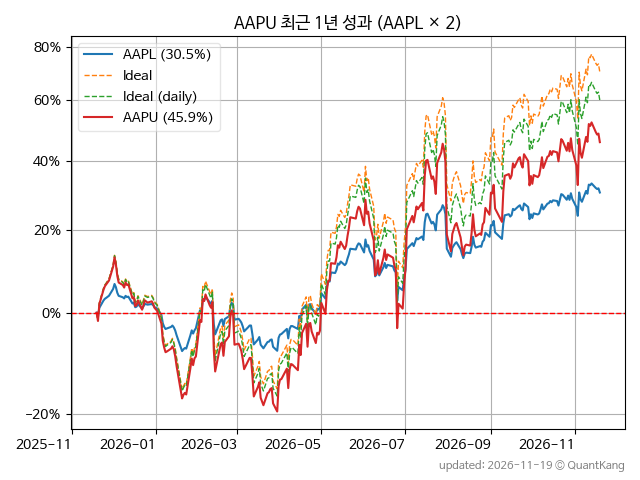 AAPU 최근 1년 성과 (AAPL × 2)
AAPL (30.5%)
Ideal
Ideal (daily)
AAPU (45.9%)
80%
60%
40%
20%
0%
−20%
2025−11
2026−01
2026−03
2026−05
2026−07
2026−09
2026−11
updated: 2026-11-19 © QuantKang